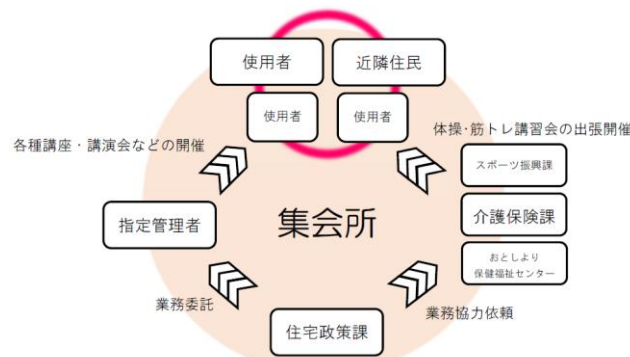 使用者
近隣住民
使用者
使用者
各種講座・講演会などの開催
体操・筋トレ講習会の出張開催
スポーツ振興課
指定管理者
集会所
介護保険課
おとしより
保健福祉センター
業務委託
業務協力依頼
住宅政策課